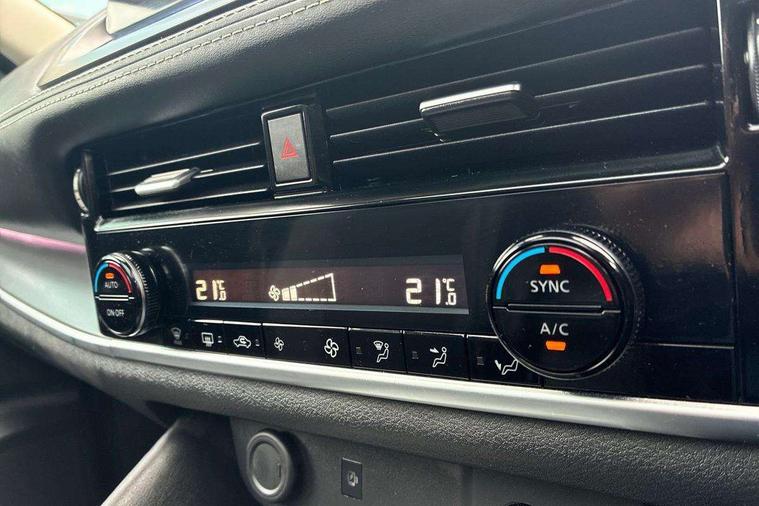 AUTO
ON·OFF
21.0°C
21.0°C
SYNC
A/C